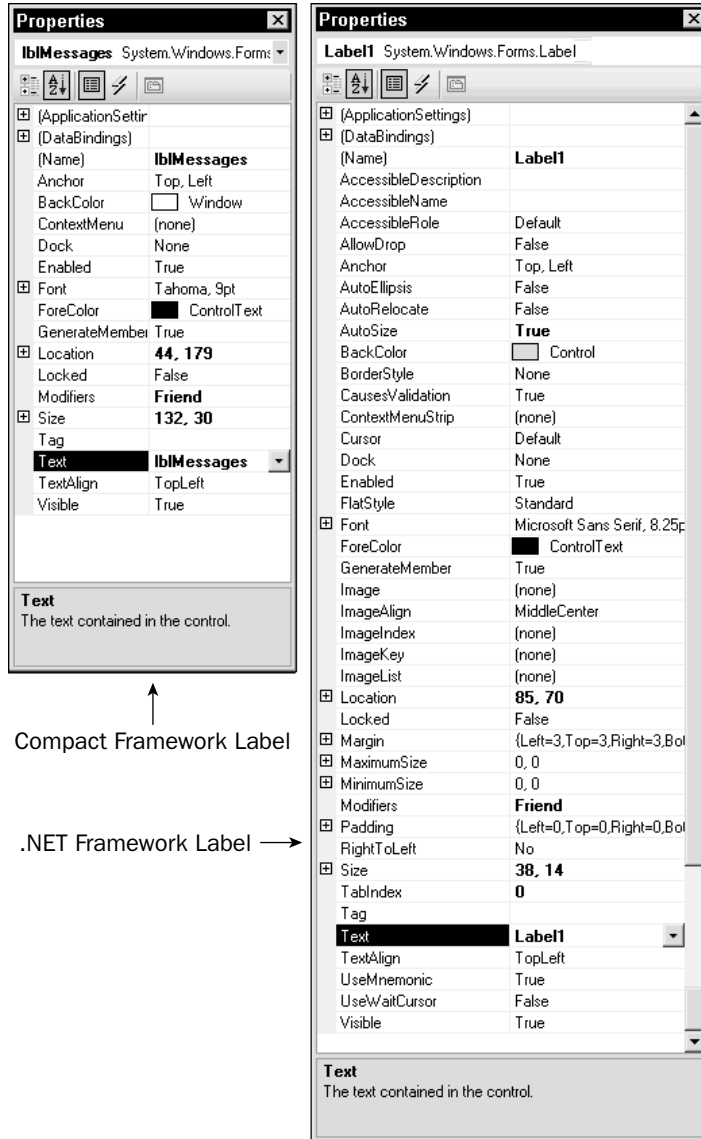 Properties
lblMessages System.Windows.Forms
(ApplicationSettin
(DataBindings)
(Name) lblMessages
Anchor Top, Left
BackColor Window
ContextMenu (none)
Dock None
Enabled True
Font Tahoma, 9pt
ForeColor ControlText
GenerateMember True
Location 44, 179
Locked False
Modifiers Friend
Size 132, 30
Tag
Text lblMessages
TextAlign TopLeft
Visible True
Text
The text contained in the control.
Compact Framework Label
.NET Framework Label
Properties
Label1 System.Windows.Forms.Label
(ApplicationSettings)
(DataBindings)
(Name) Label1
AccessibleDescription
AccessibleName
AccessibleRole Default
AllowDrop False
Anchor Top, Left
AutoEllipsis False
AutoRelocate False
AutoSize True
BackColor Control
BorderStyle None
CausesValidation True
ContextMenuStrip (none)
Cursor Default
Dock None
Enabled True
FlatStyle Standard
Font Microsoft Sans Serif, 8.25p
ForeColor ControlText
GenerateMember True
Image (none)
ImageAlign MiddleCenter
ImageIndex (none)
ImageKey (none)
ImageList (none)
Location 85, 70
Locked False
Margin {Left=3,Top=3,Right=3,Bot
MaximumSize 0, 0
MinimumSize 0, 0
Modifiers Friend
Padding {Left=0,Top=0,Right=0,Bot
RightToLeft No
Size 38, 14
TabIndex 0
Tag
Text Label1
TextAlign TopLeft
UseMnemonic True
UseWaitCursor False
Visible True
Text
The text contained in the control.